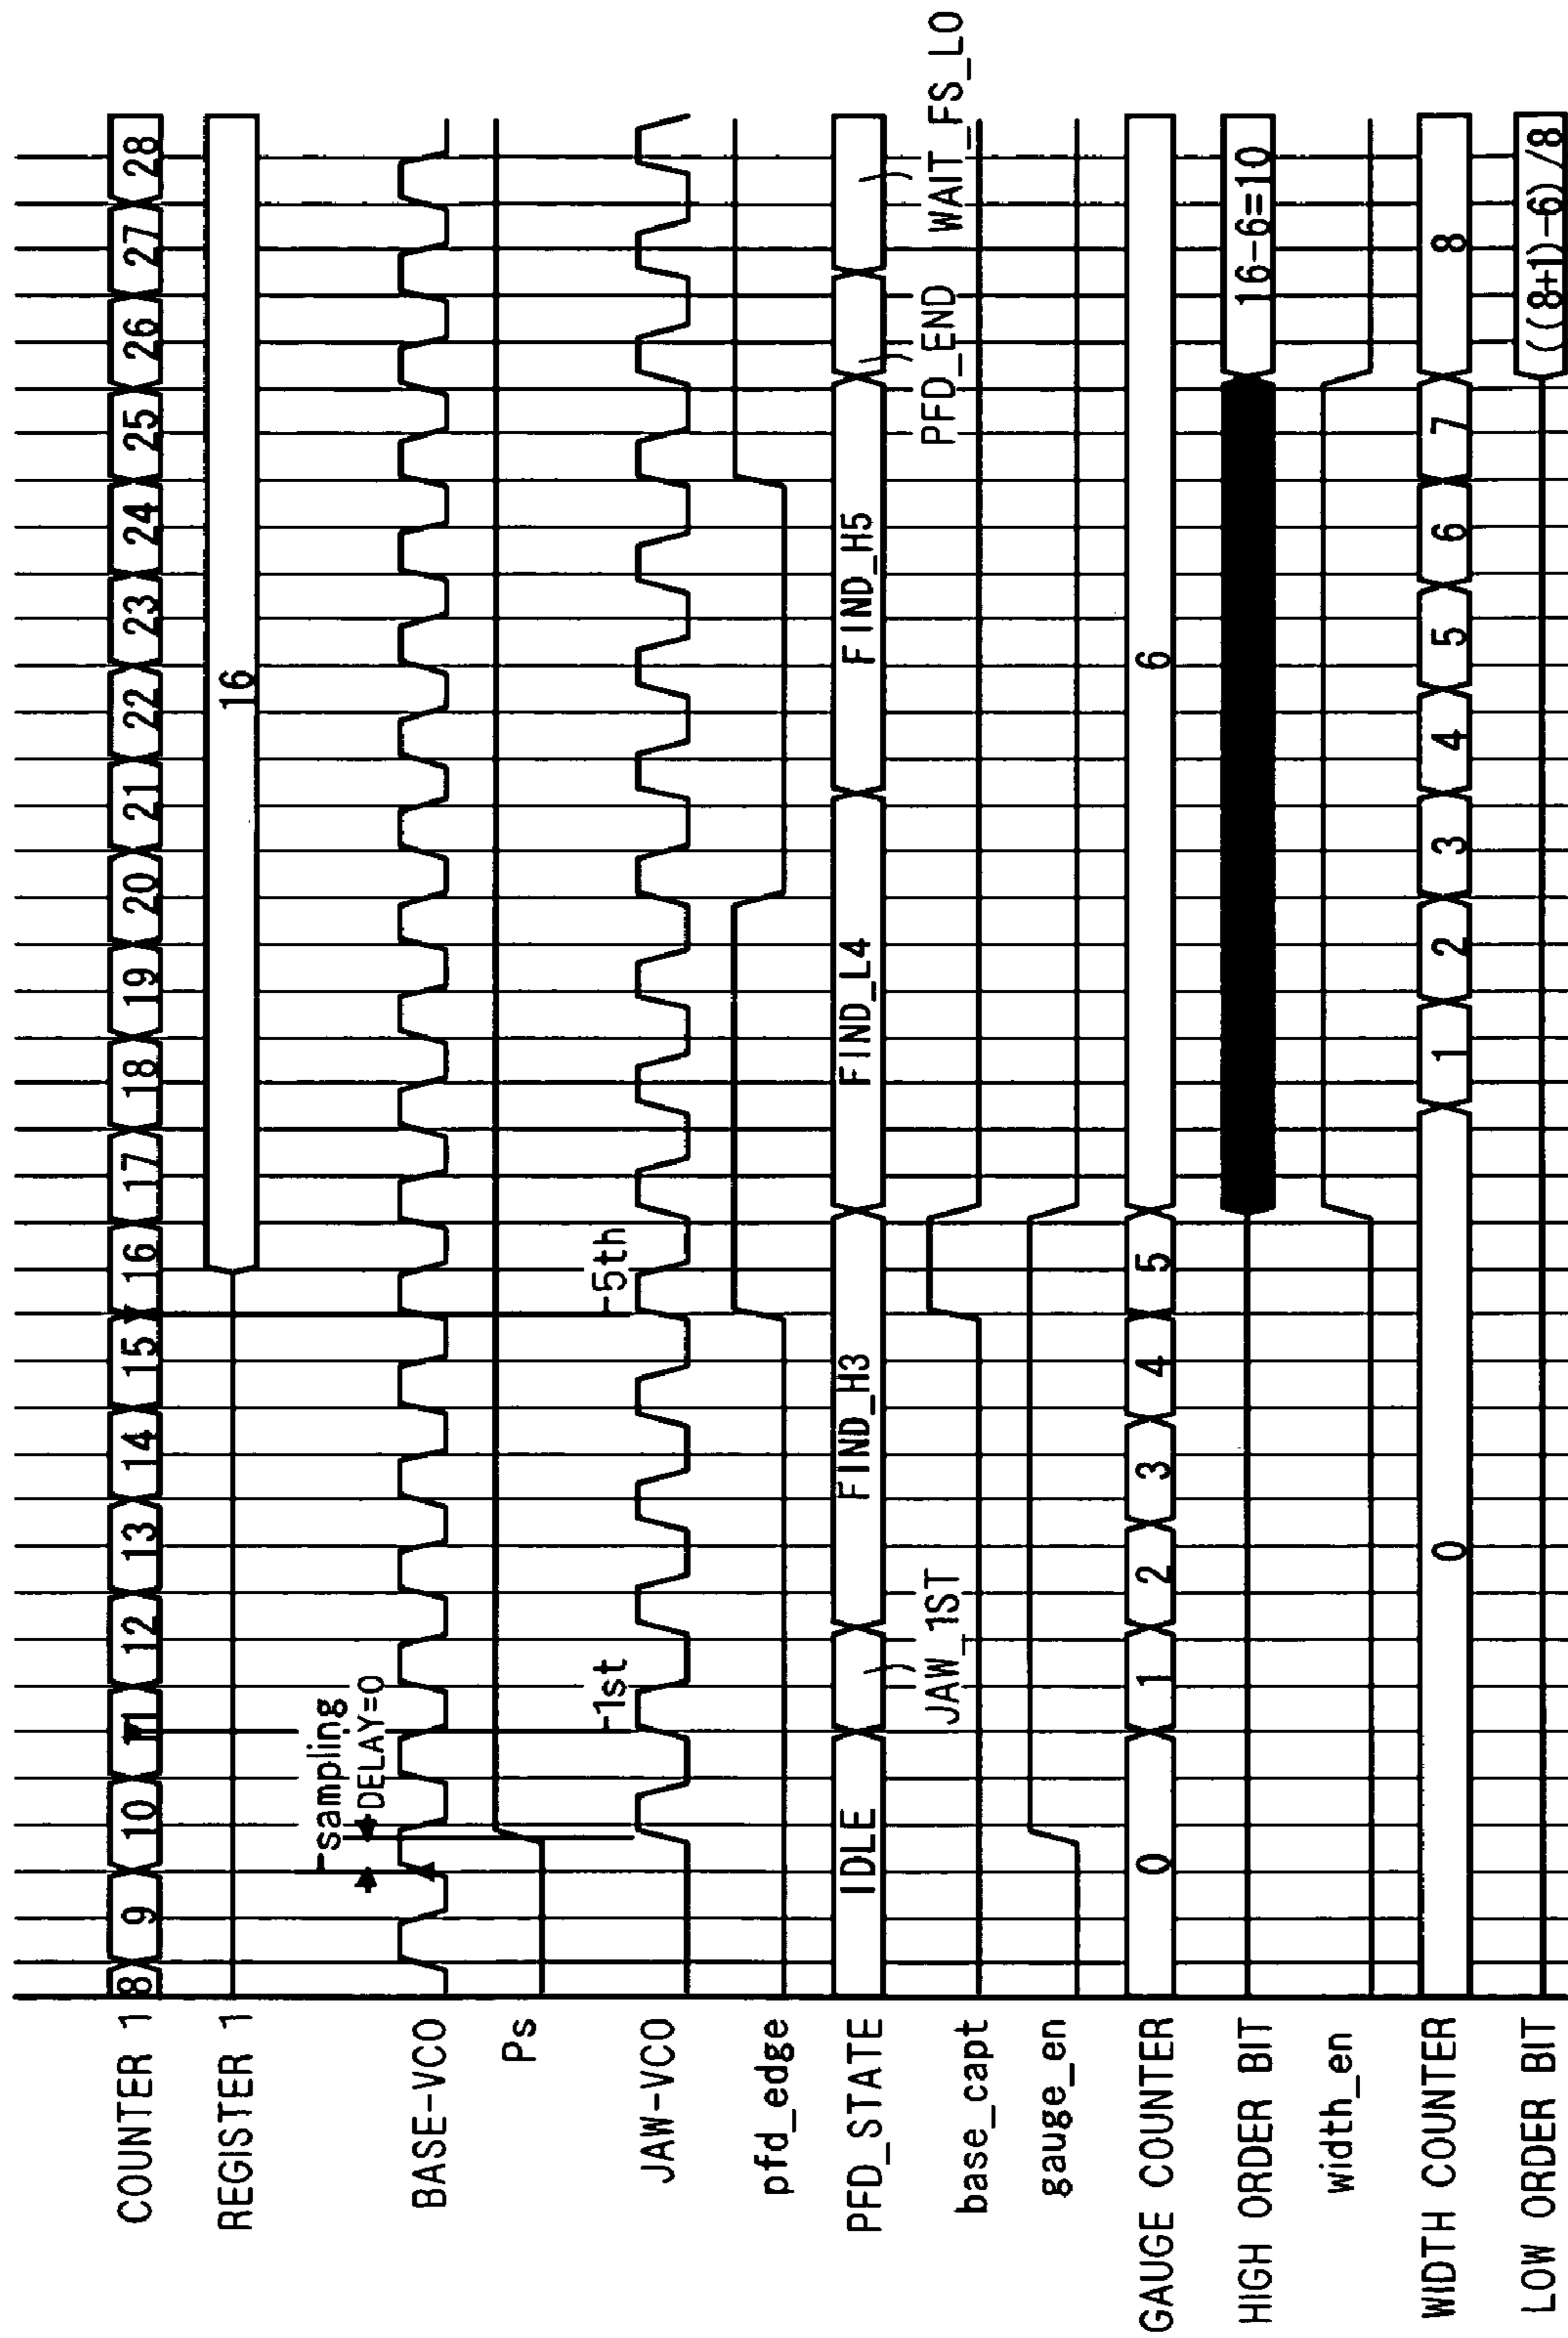 COUNTER 1 8 9 10 11 12 13 14 15 16 17 18 19 20 21 22 23 24 25 26 27 28
REGISTER 1 16
sampling
DELAY=0
BASE-VCO
Ps
1st 5th
JAW-VCO
pfd_edge
PFD_STATE IDLE FIND_H3 FIND_L4 FIND_H5
JAW_1ST PFD_END WAIT_FS_LO
base_capt
gauge_en
GAUGE COUNTER 0 1 2 3 4 5 6
HIGH ORDER BIT 16-6=10
width_en
WIDTH COUNTER 0 1 2 3 4 5 6 7 8
LOW ORDER BIT ((8+1)-6)/8